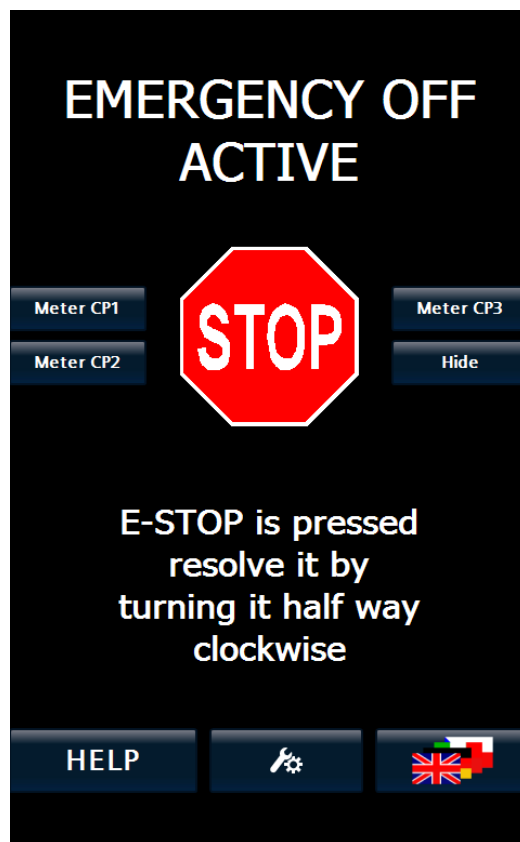 EMERGENCY OFF
ACTIVE
Meter CP1
STOP
Meter CP3
Meter CP2
Hide
E-STOP is pressed
resolve it by
turning it half way
clockwise
HELP